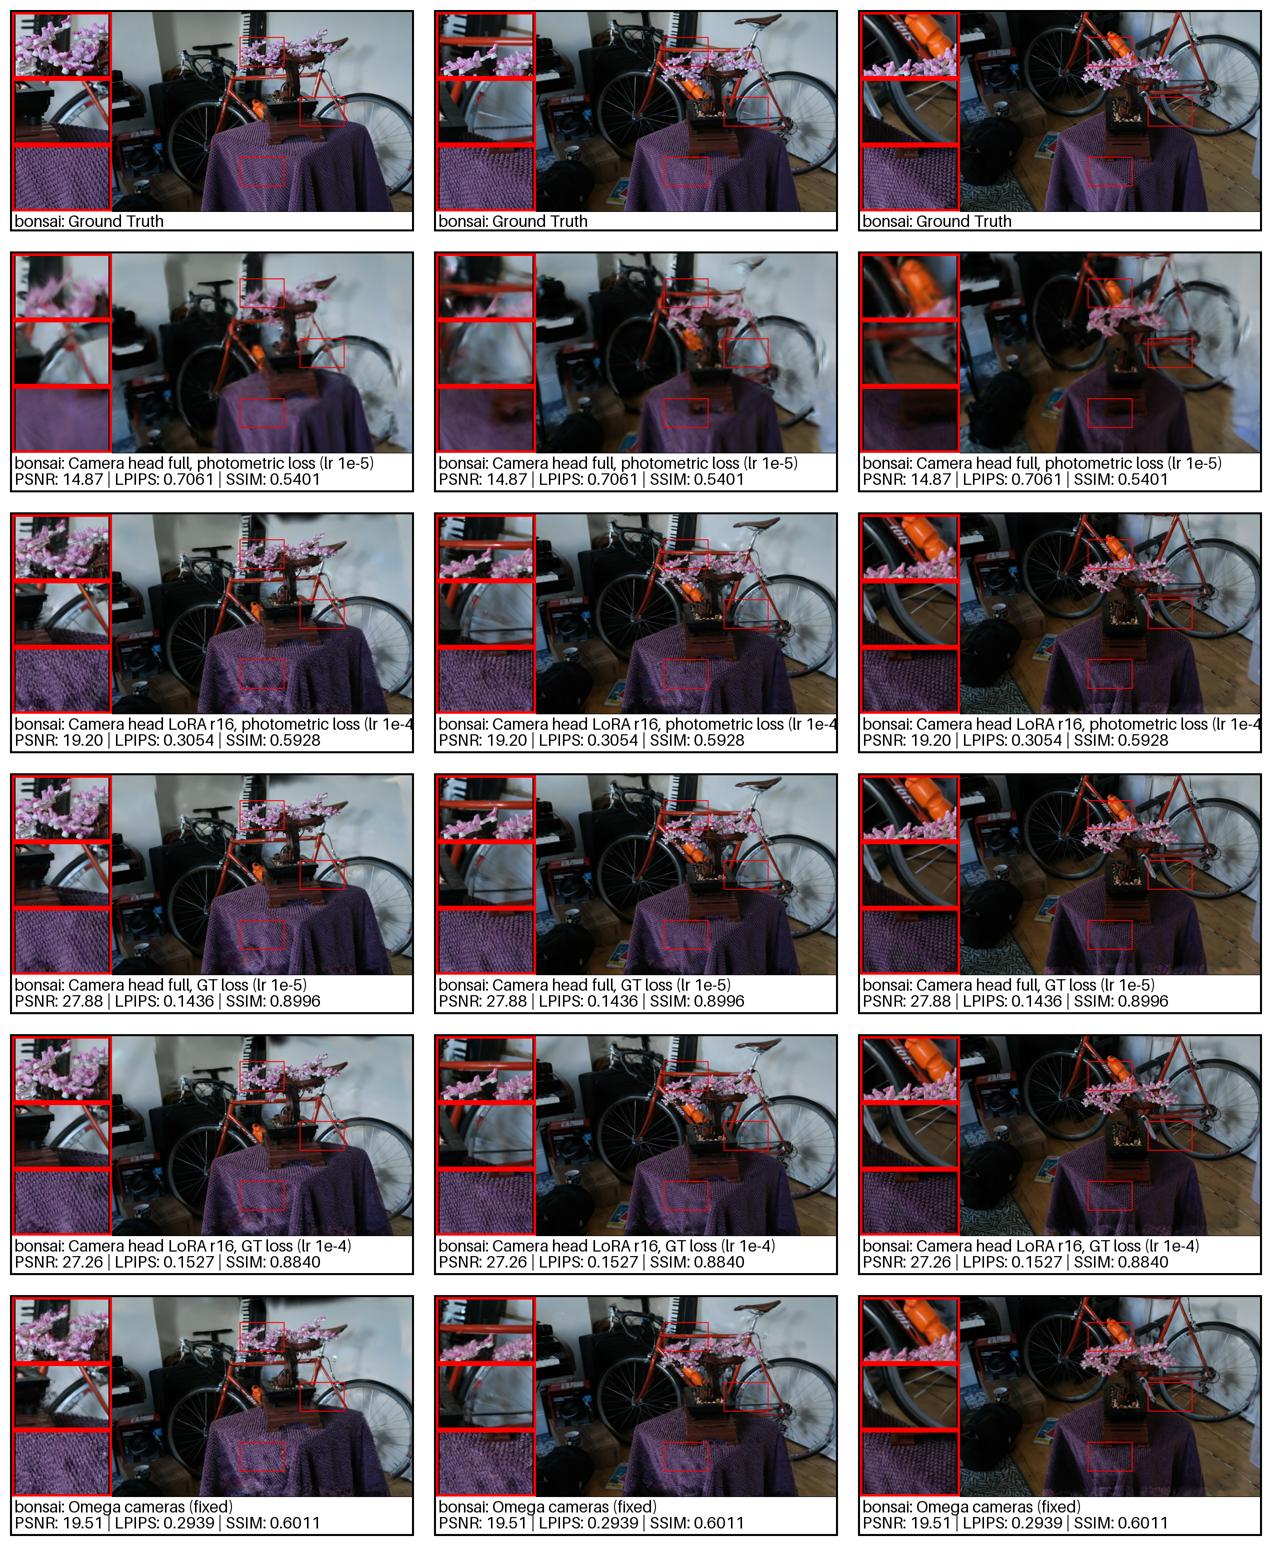 bonsai: Ground Truth
bonsai: Ground Truth
bonsai: Ground Truth
bonsai: Camera head full, photometric loss (lr 1e-5)
PSNR: 14.87 | LPIPS: 0.7061 | SSIM: 0.5401
bonsai: Camera head full, photometric loss (lr 1e-5)
PSNR: 14.87 | LPIPS: 0.7061 | SSIM: 0.5401
bonsai: Camera head full, photometric loss (lr 1e-5)
PSNR: 14.87 | LPIPS: 0.7061 | SSIM: 0.5401
bonsai: Camera head LoRA r16, photometric loss (lr 1e-4
PSNR: 19.20 | LPIPS: 0.3054 | SSIM: 0.5928
bonsai: Camera head LoRA r16, photometric loss (lr 1e-4
PSNR: 19.20 | LPIPS: 0.3054 | SSIM: 0.5928
bonsai: Camera head LoRA r16, photometric loss (lr 1e-4
PSNR: 19.20 | LPIPS: 0.3054 | SSIM: 0.5928
bonsai: Camera head full, GT loss (lr 1e-5)
PSNR: 27.88 | LPIPS: 0.1436 | SSIM: 0.8996
bonsai: Camera head full, GT loss (lr 1e-5)
PSNR: 27.88 | LPIPS: 0.1436 | SSIM: 0.8996
bonsai: Camera head full, GT loss (lr 1e-5)
PSNR: 27.88 | LPIPS: 0.1436 | SSIM: 0.8996
bonsai: Camera head LoRA r16, GT loss (lr 1e-4)
PSNR: 27.26 | LPIPS: 0.1527 | SSIM: 0.8840
bonsai: Camera head LoRA r16, GT loss (lr 1e-4)
PSNR: 27.26 | LPIPS: 0.1527 | SSIM: 0.8840
bonsai: Camera head LoRA r16, GT loss (lr 1e-4)
PSNR: 27.26 | LPIPS: 0.1527 | SSIM: 0.8840
bonsai: Omega cameras (fixed)
PSNR: 19.51 | LPIPS: 0.2939 | SSIM: 0.6011
bonsai: Omega cameras (fixed)
PSNR: 19.51 | LPIPS: 0.2939 | SSIM: 0.6011
bonsai: Omega cameras (fixed)
PSNR: 19.51 | LPIPS: 0.2939 | SSIM: 0.6011